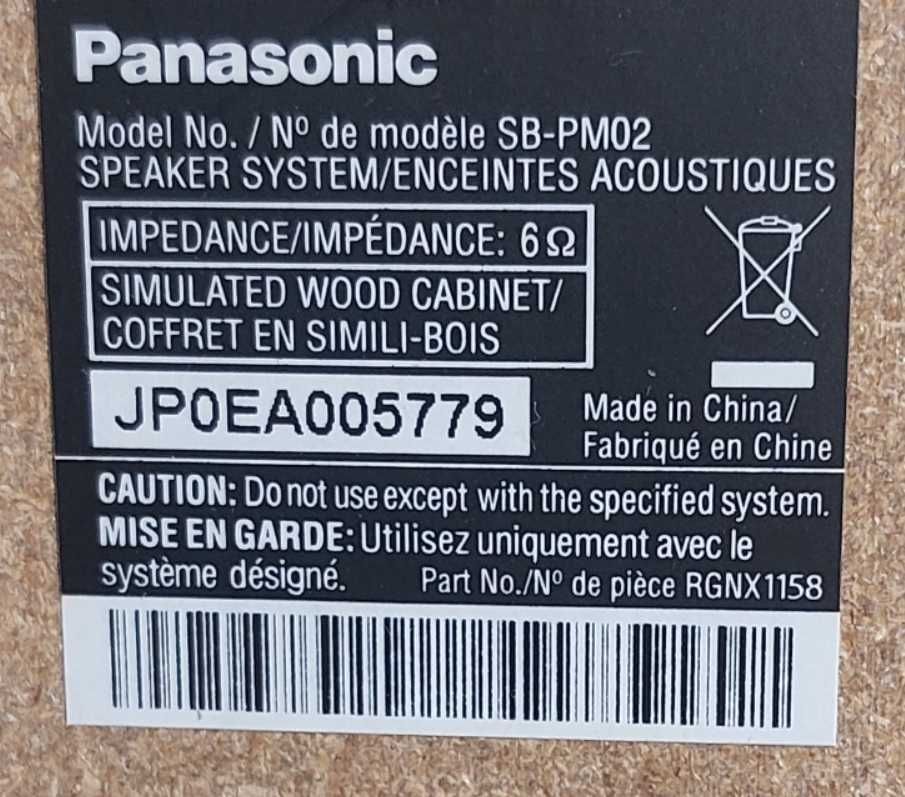 Panasonic
Model No. / Nº de modèle SB-PM02
SPEAKER SYSTEM/ENCEINTES ACOUSTIQUES
IMPEDANCE/IMPÉDANCE: 6Ω
SIMULATED WOOD CABINET/
COFFRET EN SIMILI-BOIS
JP0EA005779
Made in China/
Fabriqué en Chine
CAUTION: Do not use except with the specified system.
MISE EN GARDE: Utilisez uniquement avec le
système désigné. Part No./Nº de pièce RGNX1158